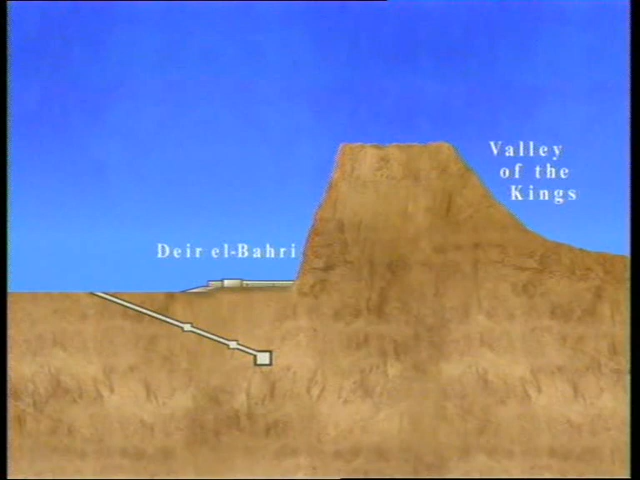 Valley
of the
Kings
Deir el-Bahri